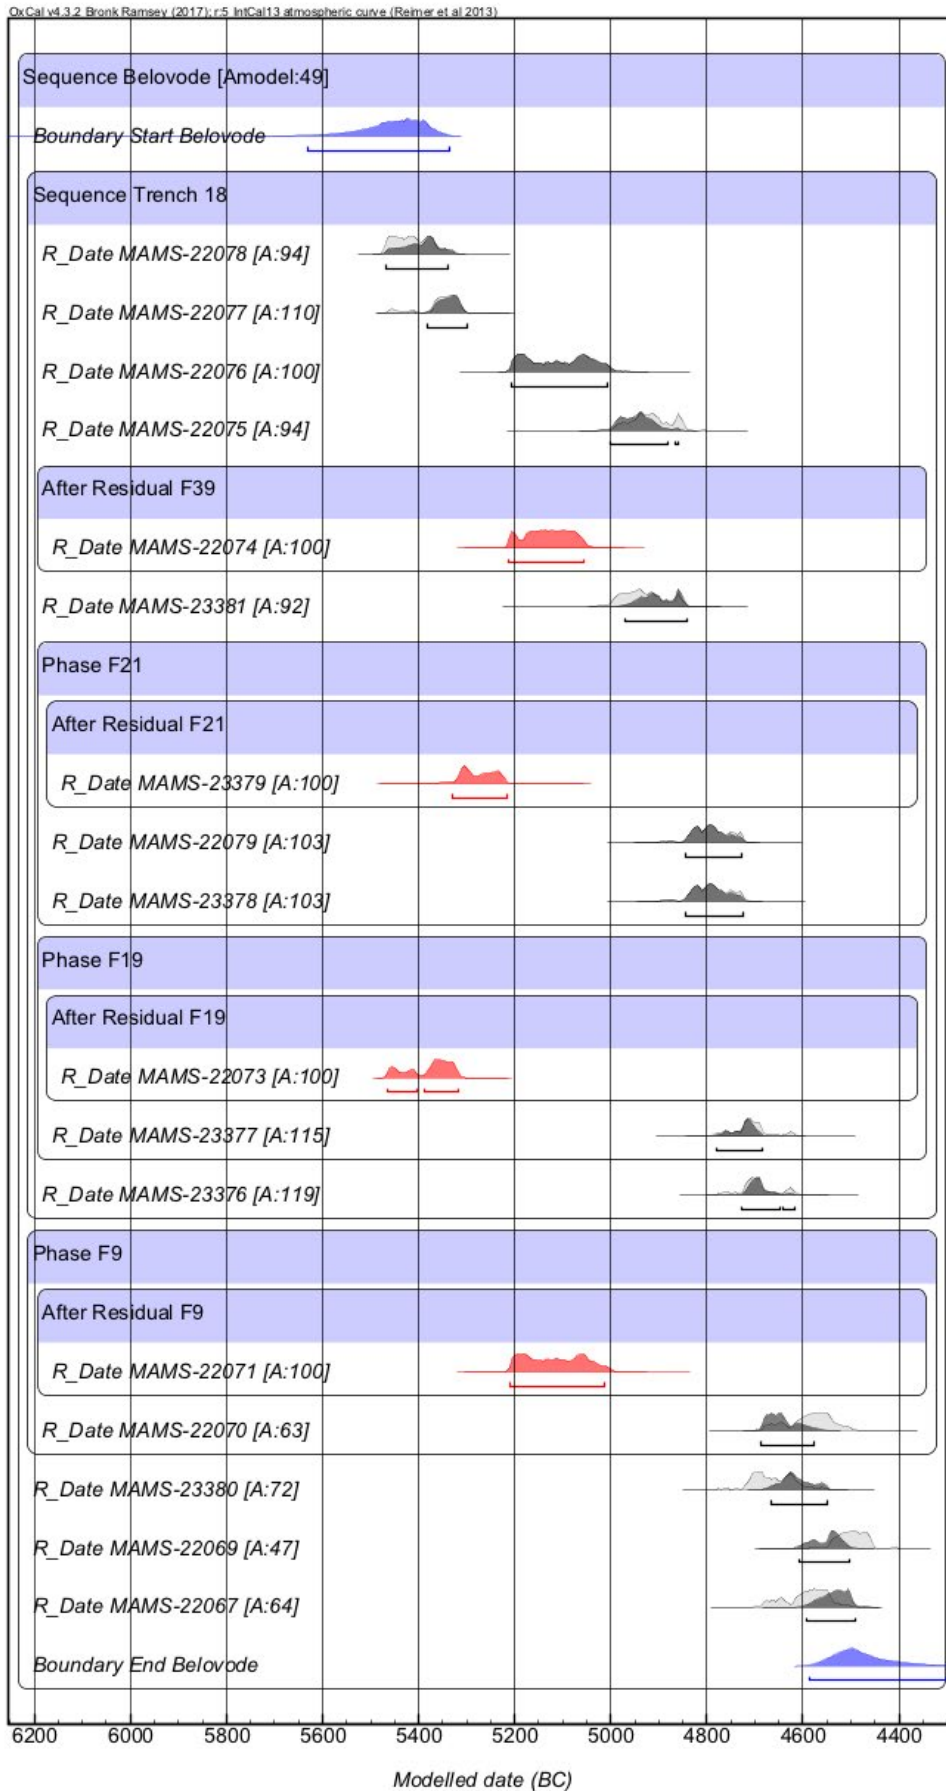 OxCal v4.3.2 Bronk Ramsey (2017); r:5 IntCal13 atmospheric curve (Reimer et al 2013)
Sequence Belovode [Amodel:49]
Boundary Start Belovode
Sequence Trench 18
R_Date MAMS-22078 [A:94]
R_Date MAMS-22077 [A:110]
R_Date MAMS-22076 [A:100]
R_Date MAMS-22075 [A:94]
After Residual F39
R_Date MAMS-22074 [A:100]
R_Date MAMS-23381 [A:92]
Phase F21
After Residual F21
R_Date MAMS-23379 [A:100]
R_Date MAMS-22079 [A:103]
R_Date MAMS-23378 [A:103]
Phase F19
After Residual F19
R_Date MAMS-22073 [A:100]
R_Date MAMS-23377 [A:115]
R_Date MAMS-23376 [A:119]
Phase F9
After Residual F9
R_Date MAMS-22071 [A:100]
R_Date MAMS-22070 [A:63]
R_Date MAMS-23380 [A:72]
R_Date MAMS-22069 [A:47]
R_Date MAMS-22067 [A:64]
Boundary End Belovode
6200 6000 5800 5600 5400 5200 5000 4800 4600 4400
Modelled date (BC)